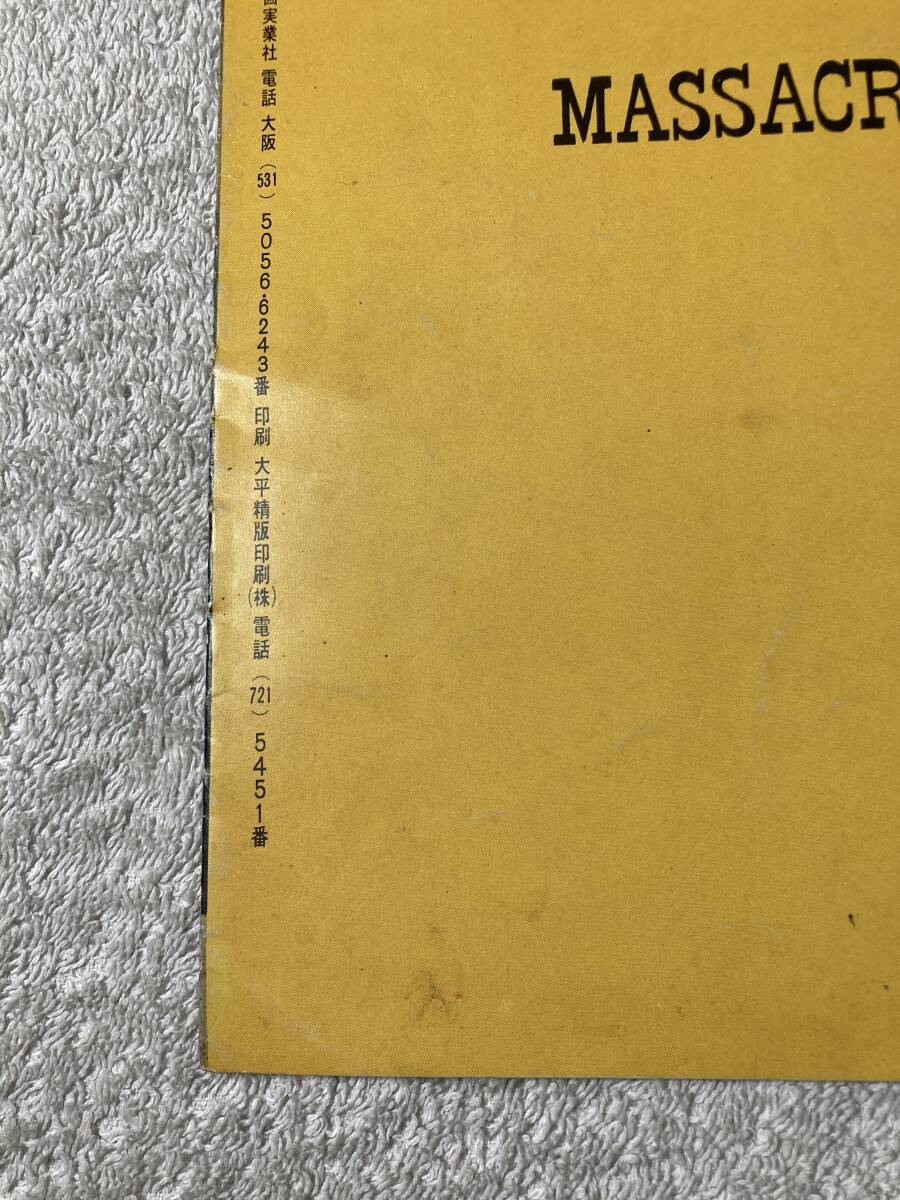 実業社 電話 大阪 (531) 5056・6243番 印刷 大平精版印刷(株) 電話 (721) 5451番
MASSACR